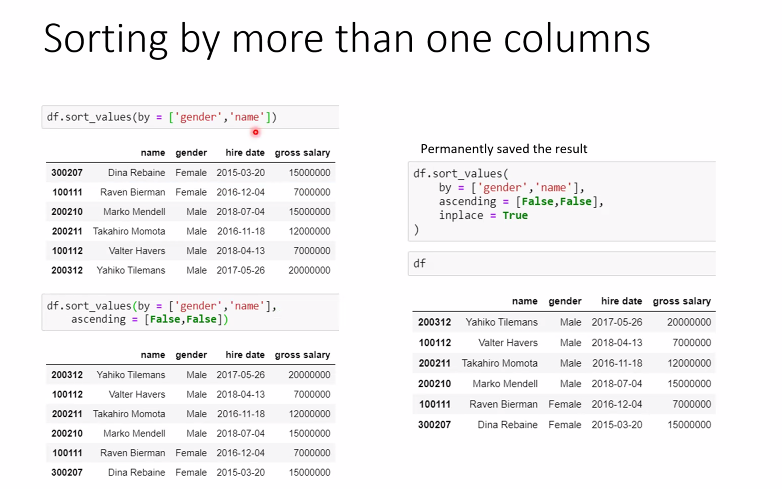 Sorting by more than one columns
df.sort_values(by = ['gender','name'])
name gender hire date gross salary
300207 Dina Rebaine Female 2015-03-20 15000000
100111 Raven Bierman Female 2016-12-04 7000000
200210 Marko Mendell Male 2018-07-04 15000000
200211 Takahiro Momota Male 2016-11-18 12000000
100112 Valter Havers Male 2018-04-13 7000000
200312 Yahiko Tilemans Male 2017-05-26 20000000
df.sort_values(by = ['gender','name'],
ascending = [False,False])
name gender hire date gross salary
200312 Yahiko Tilemans Male 2017-05-26 20000000
100112 Valter Havers Male 2018-04-13 7000000
200211 Takahiro Momota Male 2016-11-18 12000000
200210 Marko Mendell Male 2018-07-04 15000000
100111 Raven Bierman Female 2016-12-04 7000000
300207 Dina Rebaine Female 2015-03-20 15000000
Permanently saved the result
df.sort_values(
by = ['gender','name'],
ascending = [False,False],
inplace = True
)
df
name gender hire date gross salary
200312 Yahiko Tilemans Male 2017-05-26 20000000
100112 Valter Havers Male 2018-04-13 7000000
200211 Takahiro Momota Male 2016-11-18 12000000
200210 Marko Mendell Male 2018-07-04 15000000
100111 Raven Bierman Female 2016-12-04 7000000
300207 Dina Rebaine Female 2015-03-20 15000000